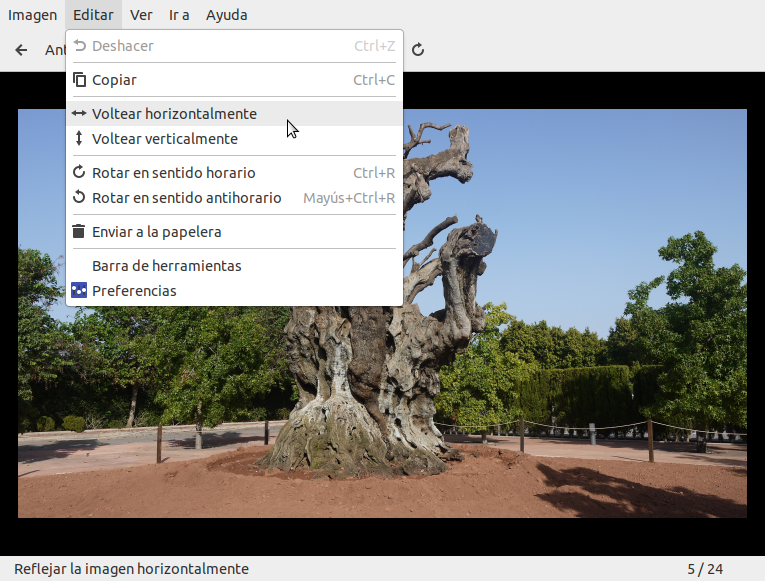 Imagen Editar Ver Ir a Ayuda
Ant
Deshacer Ctrl+Z
Copiar Ctrl+C
Voltear horizontalmente
Voltear verticalmente
Rotar en sentido horario Ctrl+R
Rotar en sentido antihorario Mayús+Ctrl+R
Enviar a la papelera
Barra de herramientas
Preferencias
Reflejar la imagen horizontalmente 5 / 24